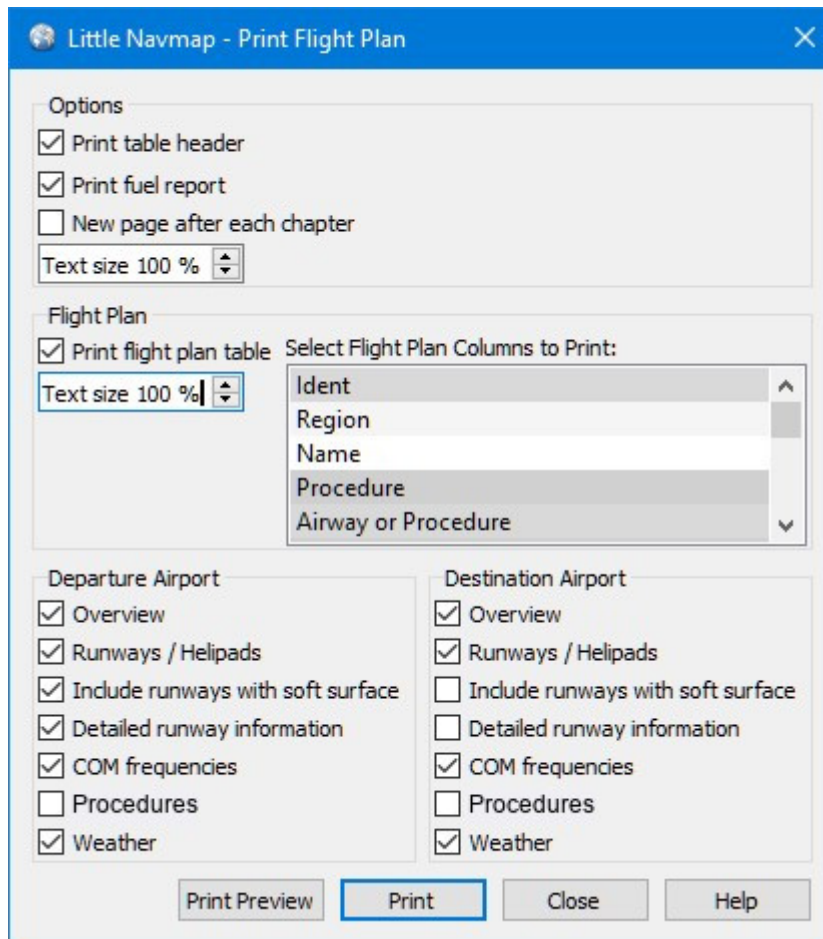 Little Navmap - Print Flight Plan
Options
Print table header
Print fuel report
New page after each chapter
Text size 100 %
Flight Plan
Print flight plan table
Text size 100 %
Select Flight Plan Columns to Print:
Ident
Region
Name
Procedure
Airway or Procedure
Departure Airport
Overview
Runways / Helipads
Include runways with soft surface
Detailed runway information
COM frequencies
Procedures
Weather
Destination Airport
Overview
Runways / Helipads
Include runways with soft surface
Detailed runway information
COM frequencies
Procedures
Weather
Print Preview
Print
Close
Help